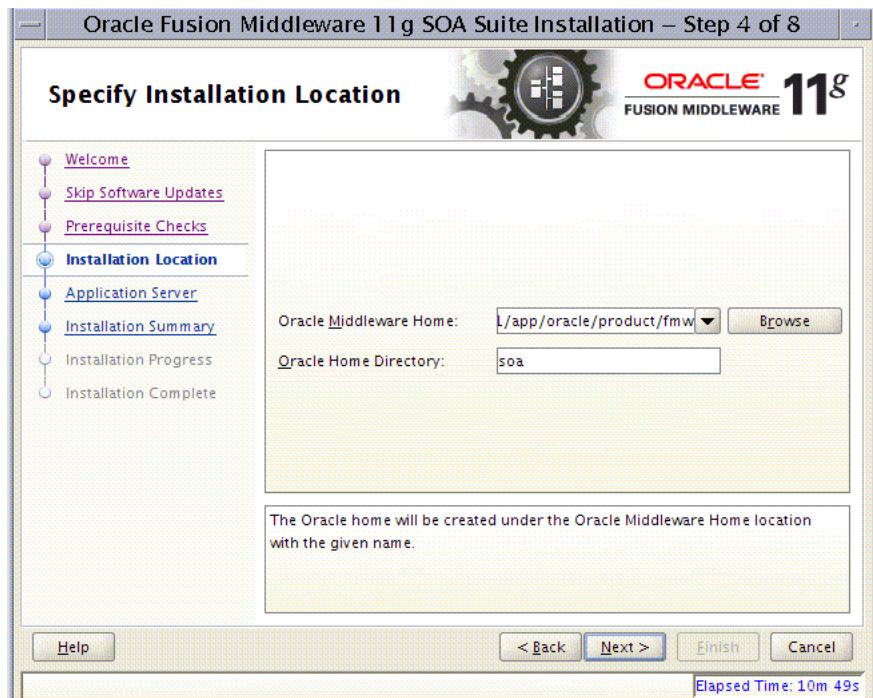 Oracle Fusion Middleware 11g SOA Suite Installation – Step 4 of 8
Specify Installation Location
ORACLE
FUSION MIDDLEWARE
11g
Welcome
Skip Software Updates
Prerequisite Checks
Installation Location
Application Server
Installation Summary
Installation Progress
Installation Complete
Oracle Middleware Home:
/app/oracle/product/fmw
Browse
Oracle Home Directory:
soa
The Oracle home will be created under the Oracle Middleware Home location
with the given name.
Help
< Back
Next >
Finish
Cancel
Elapsed Time: 10m 49s